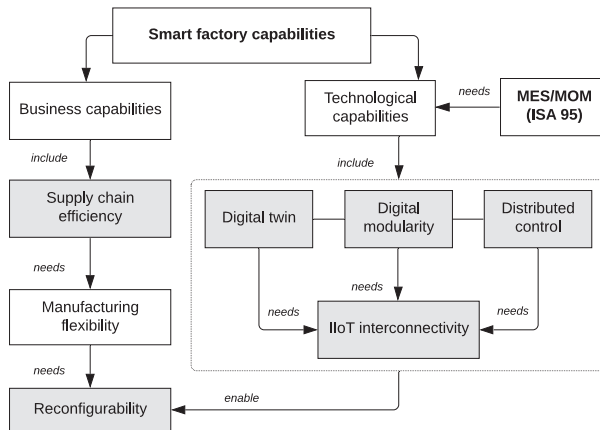 Smart factory capabilities
Business capabilities
Technological
capabilities
needs
MES/MOM
(ISA 95)
include
include
Supply chain
efficiency
Digital twin
Digital
modularity
Distributed
control
needs
Manufacturing
flexibility
needs
needs
needs
IIoT interconnectivity
needs
Reconfigurability
enable